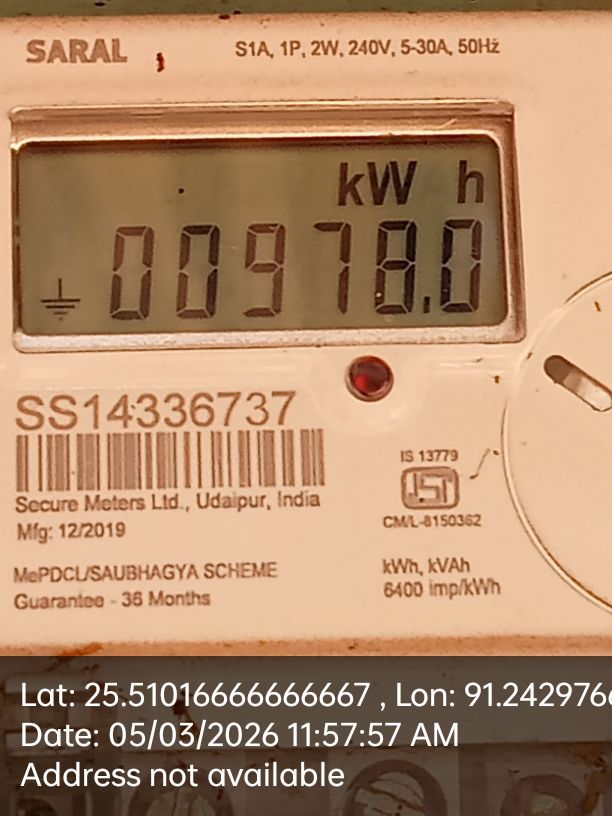 SARAL
S1A, 1P, 2W, 240V, 5-30A, 50Hz
kW h
00978.0
SS14336737
Secure Meters Ltd., Udaipur, India
Mfg: 12/2019
IS 13779
ISI
CM/L-8150362
MePDCL/SAUBHAGYA SCHEME
Guarantee - 36 Months
kWh, kVAh
6400 imp/kWh
Lat: 25.51016666666667 , Lon: 91.242976
Date: 05/03/2026 11:57:57 AM
Address not available